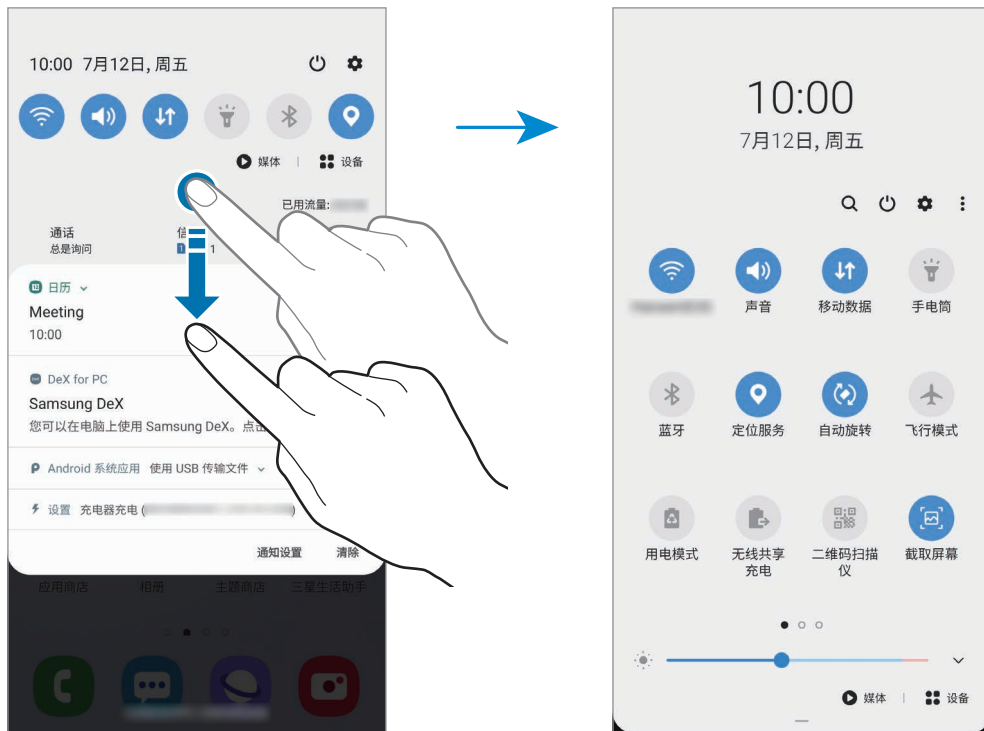 10:00 7月12日, 周五
媒体 | 设备
已用流量:
通话
总是询问
信
1 1
日历
Meeting
10:00
DeX for PC
Samsung DeX
您可以在电脑上使用 Samsung DeX。点击
Android 系统应用 使用 USB 传输文件
设置 充电器充电 ( )
通知设置 清除
应用商店 相册 主题商店 三星生活助手
10:00
7月12日, 周五
声音 移动数据 手电筒
蓝牙 定位服务 自动旋转 飞行模式
用电模式 无线共享 二维码扫描 截取屏幕
充电 仪
媒体 | 设备